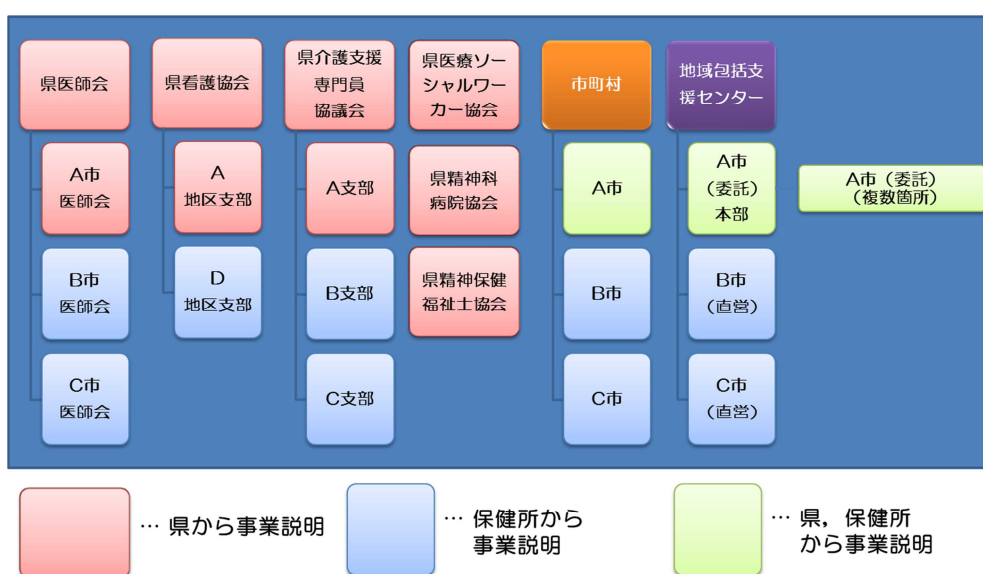 県医師会
A市
医師会
B市
医師会
C市
医師会
県看護協会
A
地区支部
D
地区支部
県介護支援
専門員
協議会
A支部
B支部
C支部
県医療ソー
シャルワー
カー協会
県精神科
病院協会
県精神保健
福祉士協会
市町村
A市
B市
C市
地域包括支
援センター
A市
（委託）
本部
B市
（直営）
C市
（直営）
A市（委託）
（複数箇所）
… 県から事業説明
… 保健所から
事業説明
… 県，保健所
から事業説明